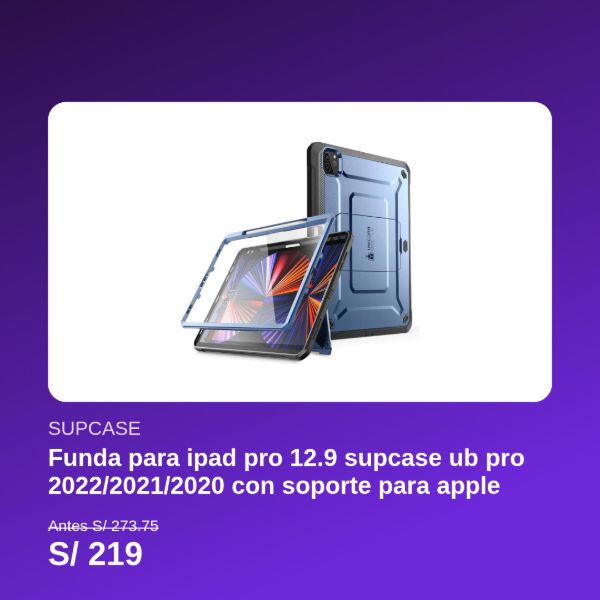 SUPCASE
Funda para ipad pro 12.9 supcase ub pro
2022/2021/2020 con soporte para apple
Antes S/ 273.75
S/ 219